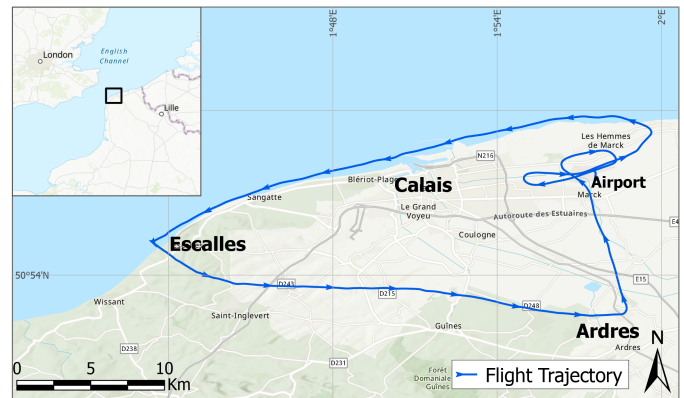 1°48'E
1°54'E
2°E
London
English
Channel
Lille
Les Hemmes
de Marck
N216
Blériot-Plage
Calais
Airport
Marck
Sangatte
Le Grand
Voyeu
Autoroute des Estuaires
E4
Coulogne
Escalles
50°54'N
D243
D215
E15
D248
Wissant
Saint-Inglevert
Guînes
Ardres
Ardres
D238
D231
N
Forêt
Domaniale
Guînes
0 5 10
Km
Flight Trajectory